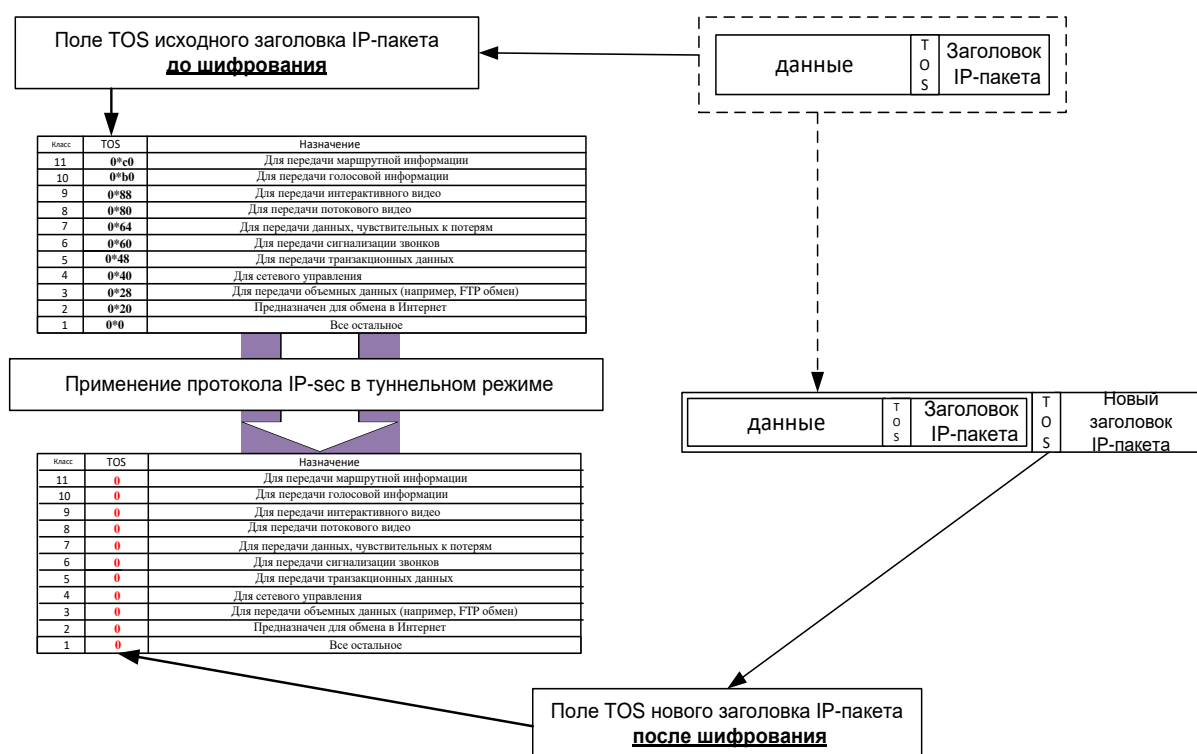 Поле TOS исходного заголовка IP-пакета
до шифрования
данные
T
O
S
Заголовок
IP-пакета
Класс TOS Назначение
11 0*c0 Для передачи маршрутной информации
10 0*b0 Для передачи голосовой информации
9 0*88 Для передачи интерактивного видео
8 0*80 Для передачи потокового видео
7 0*64 Для передачи данных, чувствительных к потерям
6 0*60 Для передачи сигнализации звонков
5 0*48 Для передачи транзакционных данных
4 0*40 Для сетевого управления
3 0*28 Для передачи объемных данных (например, FTP обмен)
2 0*20 Предназначен для обмена в Интернет
1 0*0 Все остальное
Применение протокола IP-sec в туннельном режиме
данные
T
O
S
Заголовок
IP-пакета
T
O
S
Новый
заголовок
IP-пакета
Класс TOS Назначение
11 0 Для передачи маршрутной информации
10 0 Для передачи голосовой информации
9 0 Для передачи интерактивного видео
8 0 Для передачи потокового видео
7 0 Для передачи данных, чувствительных к потерям
6 0 Для передачи сигнализации звонков
5 0 Для передачи транзакционных данных
4 0 Для сетевого управления
3 0 Для передачи объемных данных (например, FTP обмен)
2 0 Предназначен для обмена в Интернет
1 0 Все остальное
Поле TOS нового заголовка IP-пакета
после шифрования